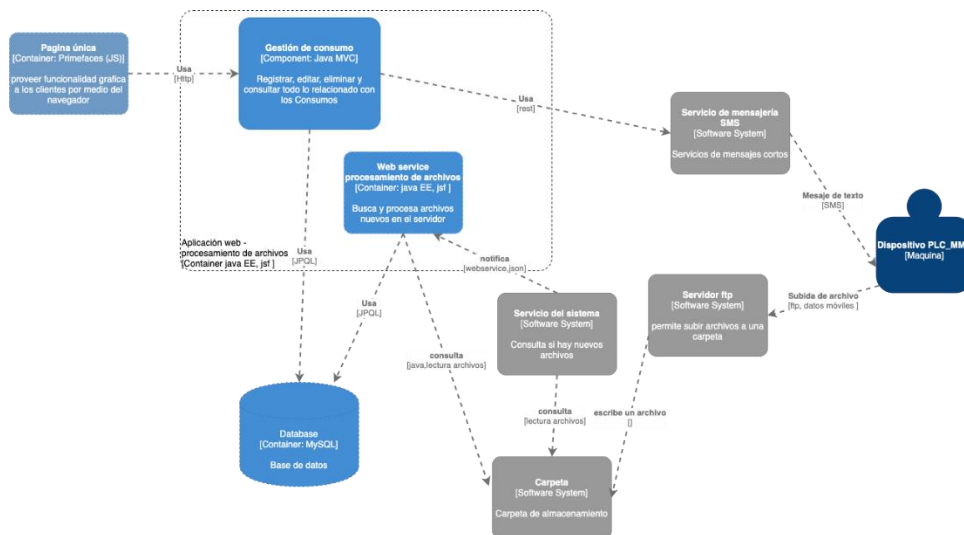 Pagina única
[Container: Primefaces (JS)]
proveer funcionalidad grafica
a los clientes por medio del
navegador
Usa
[Http]
Gestión de consumo
[Component: Java MVC]
Registrar, editar, eliminar y
consultar todo lo relacionado con
los Consumos
Usa
[rest]
Servicio de mensajería
SMS
[Software System]
Servicios de mensajes cortos
Web service
procesamiento de archivos
[Container: java EE, jsf ]
Busca y procesa archivos
nuevos en el servidor
Mesaje de texto
[SMS]
Dispositivo PLC_MM
[Maquina]
Aplicación web -
procesamiento de archivos
[Container java EE, jsf ]
Usa
[JPQL]
notifica
[webservice,json]
Usa
[JPQL]
Servicio del sistema
[Software System]
Consulta si hay nuevos
archivos
Servidor ftp
[Software System]
permite subir archivos a una
carpeta
Subida de archivo
[ftp, datos móviles ]
consulta
[java,lectura archivos]
consulta
[lectura archivos]
escribe un archivo
[]
Database
[Container: MySQL]
Base de datos
Carpeta
[Software System]
Carpeta de almacenamiento